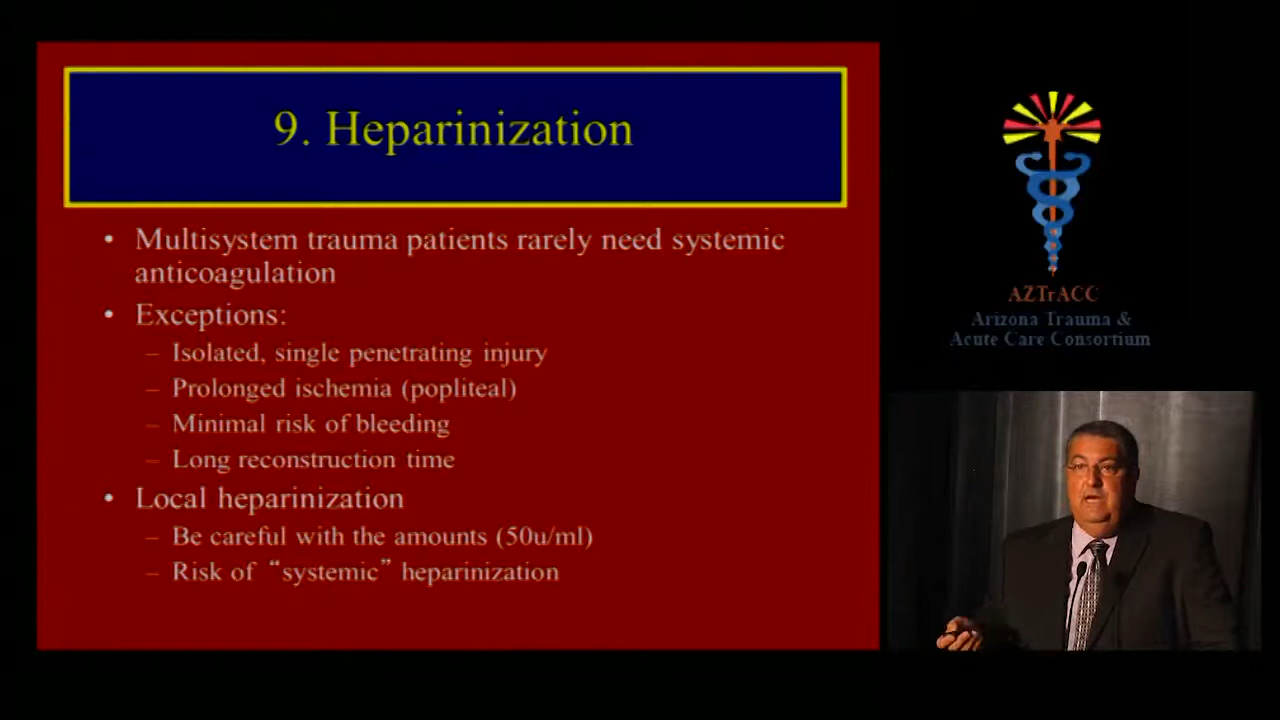 9. Heparinization
• Multisystem trauma patients rarely need systemic
anticoagulation
• Exceptions:
– Isolated, single penetrating injury
– Prolonged ischemia (popliteal)
– Minimal risk of bleeding
– Long reconstruction time
• Local heparinization
– Be careful with the amounts (50u/ml)
– Risk of “systemic” heparinization
AZTrACC
Arizona Trauma &
Acute Care Consortium